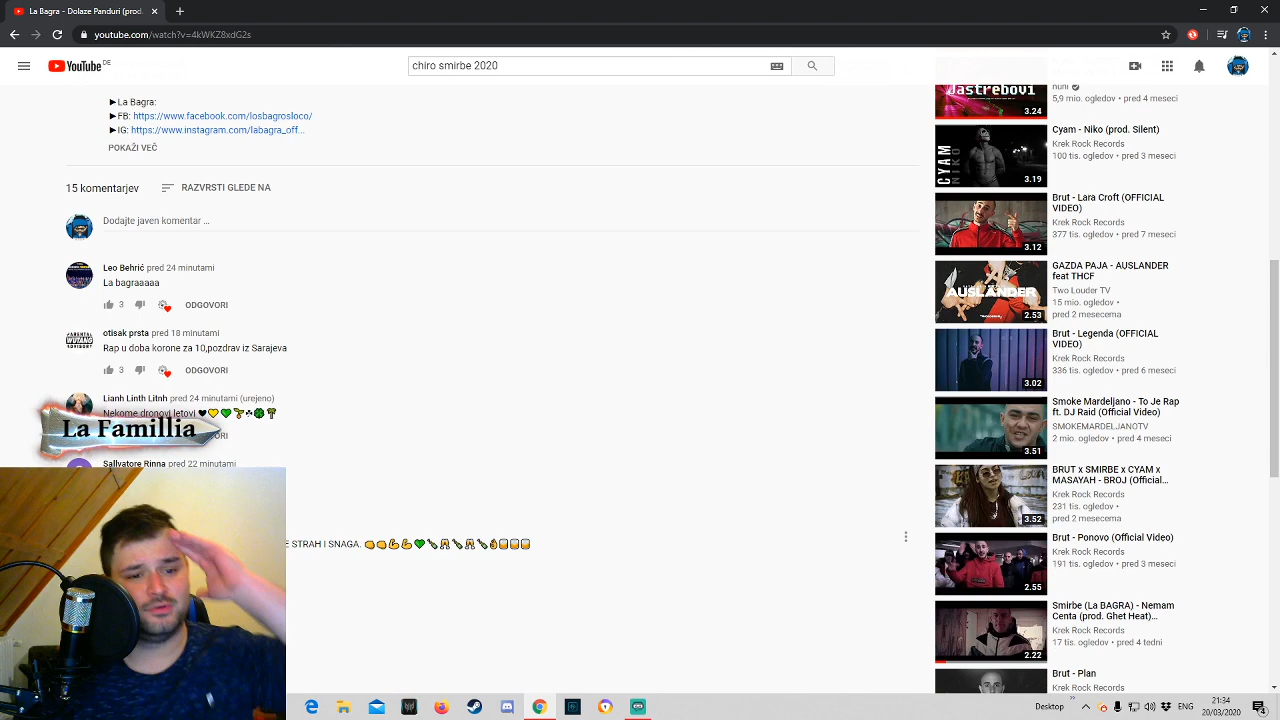 La Bagra - Dolaze Panduri (prod.
youtube.com/watch?v=4kWKZ8xdG2s
YouTube DE
chiro smirbe 2020
►La Bagra:
►FB: https://www.facebook.com/losbagroslove/
►IG: https://www.instagram.com/labagra_off...
POKAŽI VEČ
15 komentarjev
RAZVRSTI GLEDE NA
Dodajte javen komentar ...
Leo Behrić pred 24 minutami
La bagraaaaa
3 ODGOVORI
otisak prsta pred 18 minutami
Rap u doba korone za 10,pozdrav iz Sarajeva
3 ODGOVORI
Lianh Linth Litnh pred 24 minutami (urejeno)
Nekome dronovi letovi
La Famillia
Sallvatore Rinna pred 22 minutami
E STRAH I SNAGA.
Jastrebovi
3.24
nuni
5,9 mio. ogledov • pred 4 meseci
CYAM
NIKO
3.19
Cyam - Niko (prod. Silent)
Krek Rock Records
100 tis. ogledov • pred 3 meseci
3.12
Brut - Lara Croft (OFFICIAL
VIDEO)
Krek Rock Records
377 tis. ogledov • pred 7 meseci
AUSLÄNDER
2.53
GAZDA PAJA - AUSLANDER
feat THCF
Two Louder TV
15 mio. ogledov •
pred 2 mesecema
3.02
Brut - Legenda (OFFICIAL
VIDEO)
Krek Rock Records
336 tis. ogledov • pred 6 meseci
3.51
Smoke Mardeljano - To Je Rap
ft. DJ Raid (Official Video)
SMOKEMARDELJANOTV
2 mio. ogledov • pred 4 meseci
3.52
BRUT x SMIRBE x CYAM x
MASAYAH - BROJ (Official...
Krek Rock Records
231 tis. ogledov •
pred 2 mesecema
2.55
Brut - Ponovo (Official Video)
Krek Rock Records
191 tis. ogledov • pred 3 meseci
2.22
Smirbe (La BAGRA) - Nemam
Centa (prod. Ghet Heat)...
Krek Rock Records
17 tis. ogledov • pred 4 tedni
Brut - Plan
Krek Rock Records
Desktop
21:34
20/03/2020
4